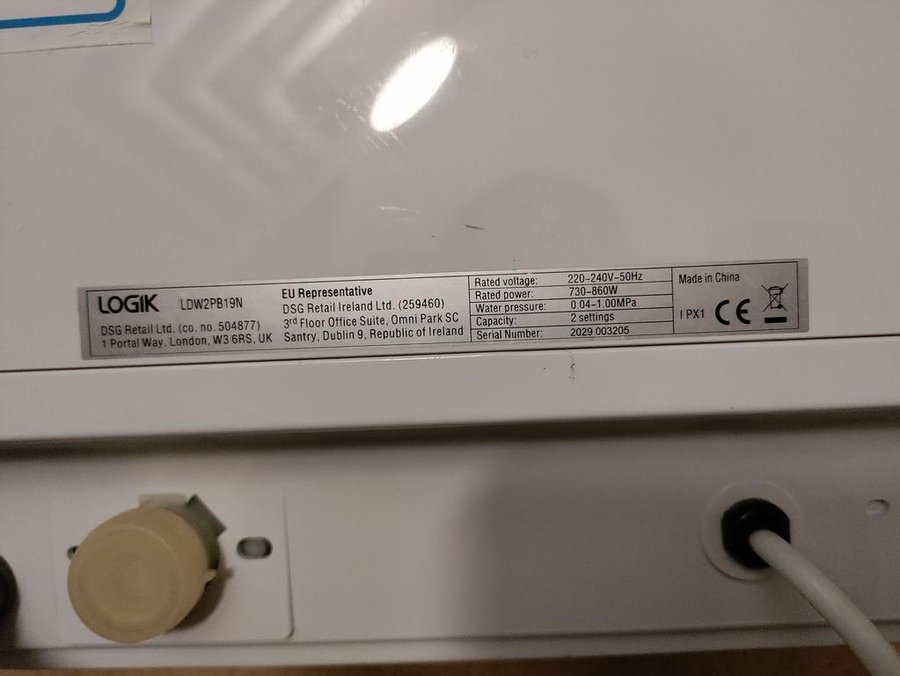 LOGIK LDW2PB19N
DSG Retail Ltd. (co. no. 504877)
1 Portal Way, London, W3 6RS, UK
EU Representative
DSG Retail Ireland Ltd. (259460)
3rd Floor Office Suite, Omni Park SC
Santry, Dublin 9, Republic of Ireland
Rated voltage: 220-240V~50Hz
Rated power: 730-860W
Water pressure: 0.04-1.00MPa
Capacity: 2 settings
Serial Number: 2029 003205
Made in China
IPX1 CE